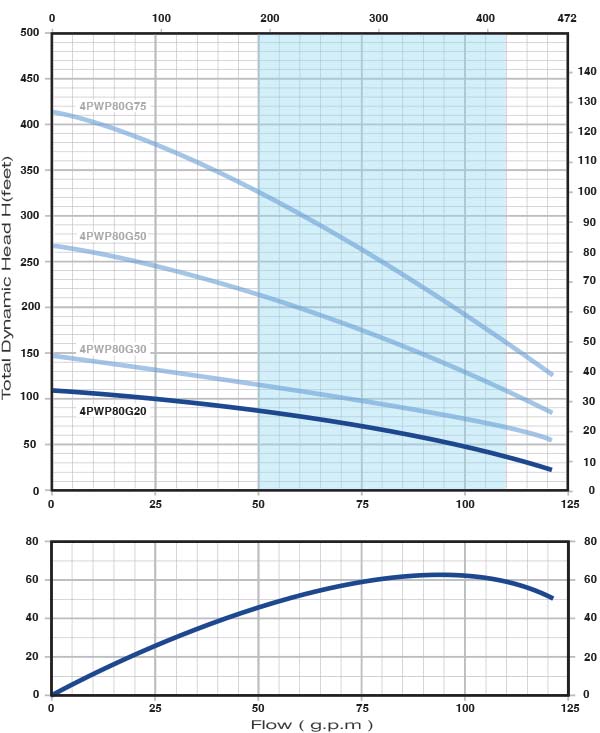 0 100 200 300 400 472
500
450 140
130
400 120
110
350 100
300 90
80
250 70
200 60
50
150 40
100 30
20
50 10
0 0
4PWP80G75
4PWP80G50
4PWP80G30
4PWP80G20
Total Dynamic Head H(feet)
0 25 50 75 100 125
80 80
60 60
40 40
20 20
0 0
0 25 50 75 100 125
Flow ( g.p.m )